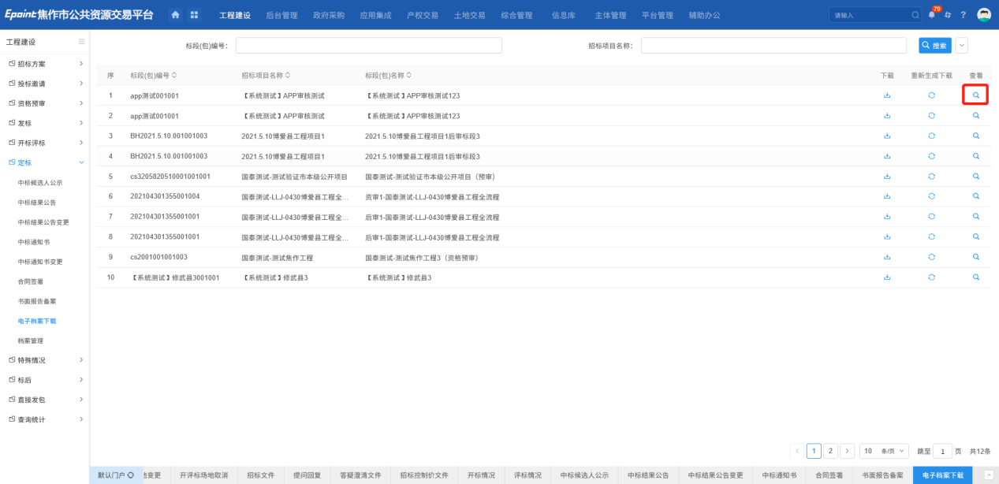 Epoint焦作市公共资源交易平台 工程建设 后台管理 政府采购 应用集成 产权交易 土地交易 综合管理 信息库 主体管理 平台管理 辅助办公 请输入 79 ?
工程建设
招标方案
投标邀请
资格预审
发标
开标评标
定标
中标候选人公示
中标结果公告
中标结果公告变更
中标通知书
中标通知书变更
合同签署
书面报告备案
电子档案下载
档案管理
特殊情况
标后
直接发包
查询统计
标段(包)编号： 招标项目名称： 搜索
序 标段(包)编号 招标项目名称 标段(包)名称 下载 重新生成下载 查看
1 app测试001001 【系统测试】APP审核测试 【系统测试】APP审核测试123
2 app测试001001 【系统测试】APP审核测试 【系统测试】APP审核测试123
3 BH2021.5.10.001001003 2021.5.10博爱县工程项目1 2021.5.10博爱县工程项目1后审标段3
4 BH2021.5.10.001001003 2021.5.10博爱县工程项目1 2021.5.10博爱县工程项目1后审标段3
5 cs3205820510001001001 国泰测试-测试验证市本级公开项目 国泰测试-测试验证市本级公开项目（预审）
6 202104301355001004 国泰测试-LLJ-0430博爱县工程全... 资审1-国泰测试-LLJ-0430博爱县工程全流程
7 202104301355001001 国泰测试-LLJ-0430博爱县工程全... 后审1-国泰测试-LLJ-0430博爱县工程全流程
8 202104301355001001 国泰测试-LLJ-0430博爱县工程全... 后审1-国泰测试-LLJ-0430博爱县工程全流程
9 cs2001001001003 国泰测试-测试焦作工程 国泰测试-测试焦作工程3（资格预审）
10 【系统测试】修武县3001001 【系统测试】修武县3 【系统测试】修武县3
1 2 10 条/页 跳至 1 页 共12条
默认门户 变更 开评标场地取消 招标文件 提问回复 答疑澄清文件 招标控制价文件 开标情况 评标情况 中标候选人公示 中标结果公告 中标结果公告变更 中标通知书 合同签署 书面报告备案 电子档案下载